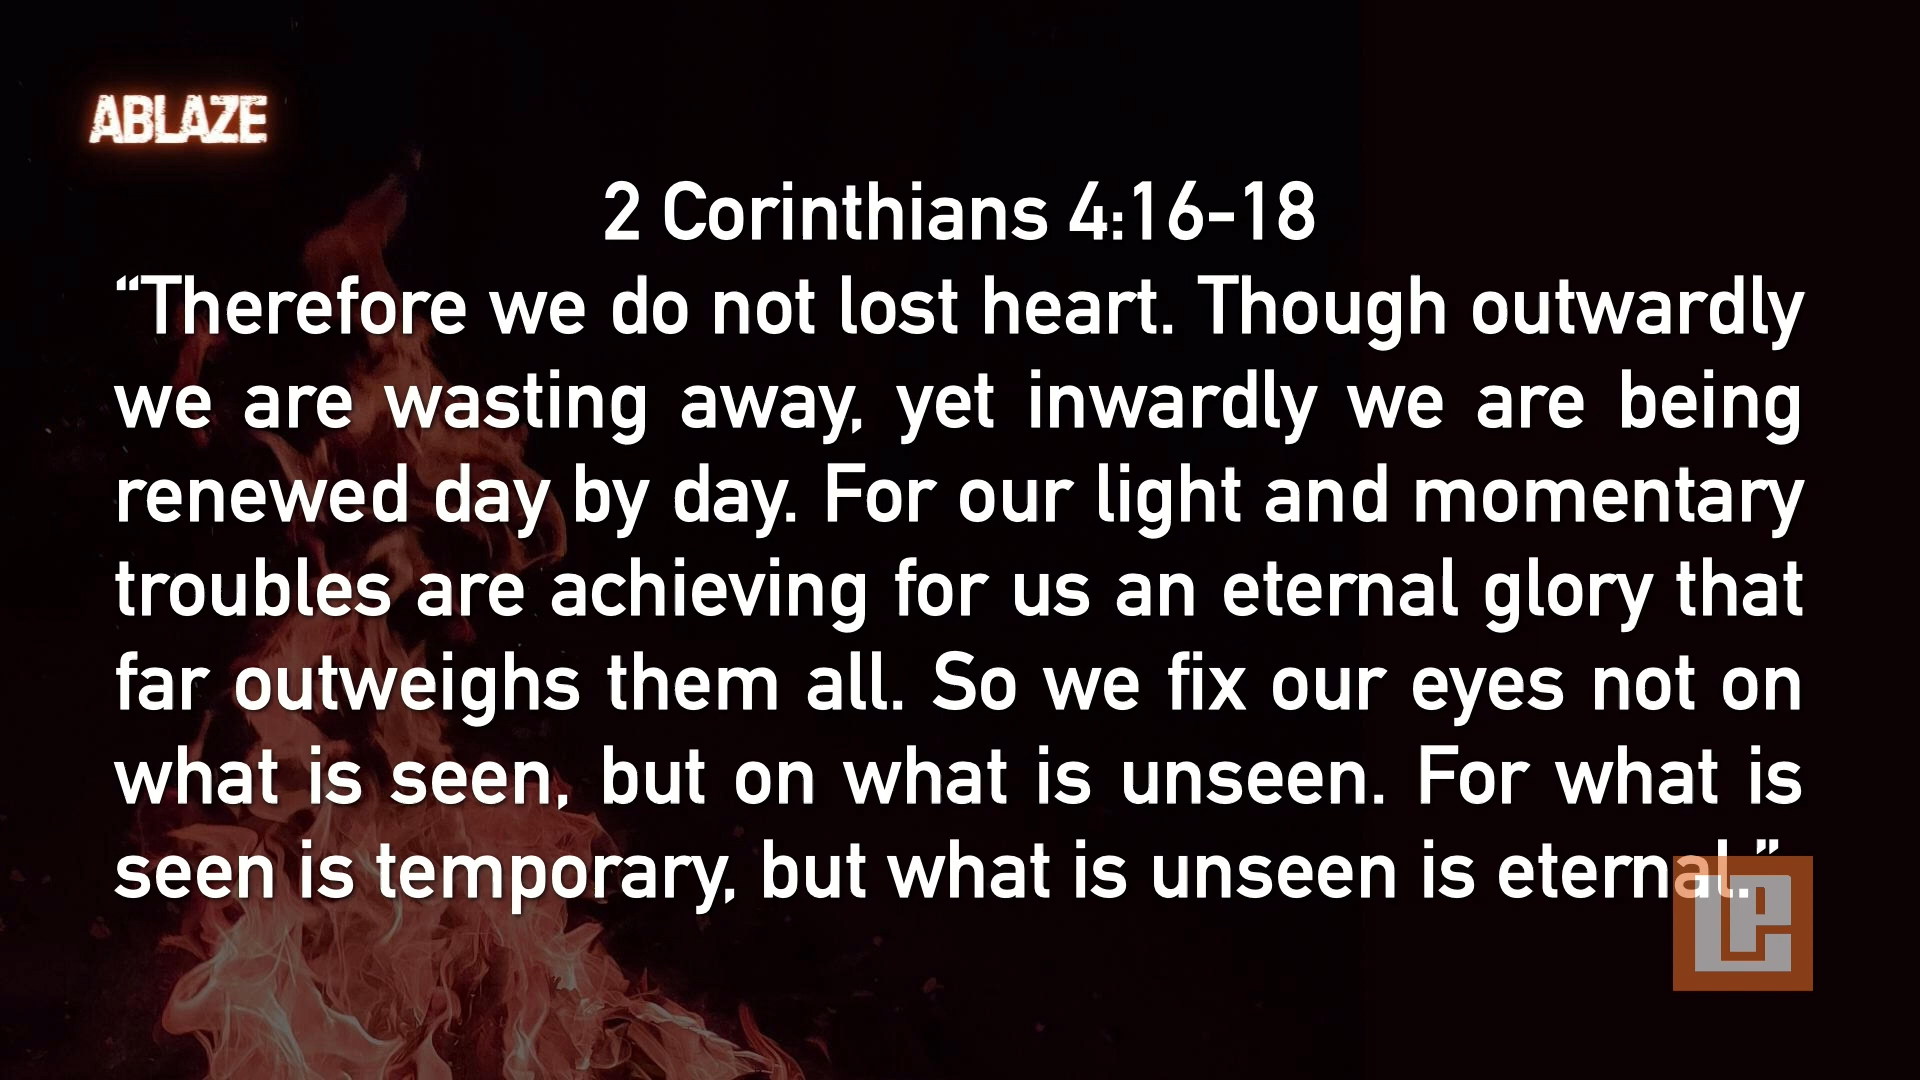 ABLAZE
2 Corinthians 4:16-18
“Therefore we do not lost heart. Though outwardly
we are wasting away, yet inwardly we are being
renewed day by day. For our light and momentary
troubles are achieving for us an eternal glory that
far outweighs them all. So we fix our eyes not on
what is seen, but on what is unseen. For what is
seen is temporary, but what is unseen is eternal.”